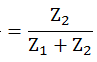 = Z₂ / (Z₁ + Z₂)